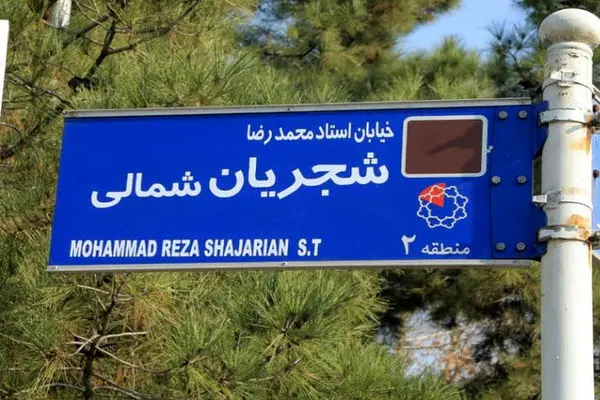 خیابان استاد محمد رضا
شجریان شمالی
MOHAMMAD REZA SHAJARIAN S.T
منطقه ۲